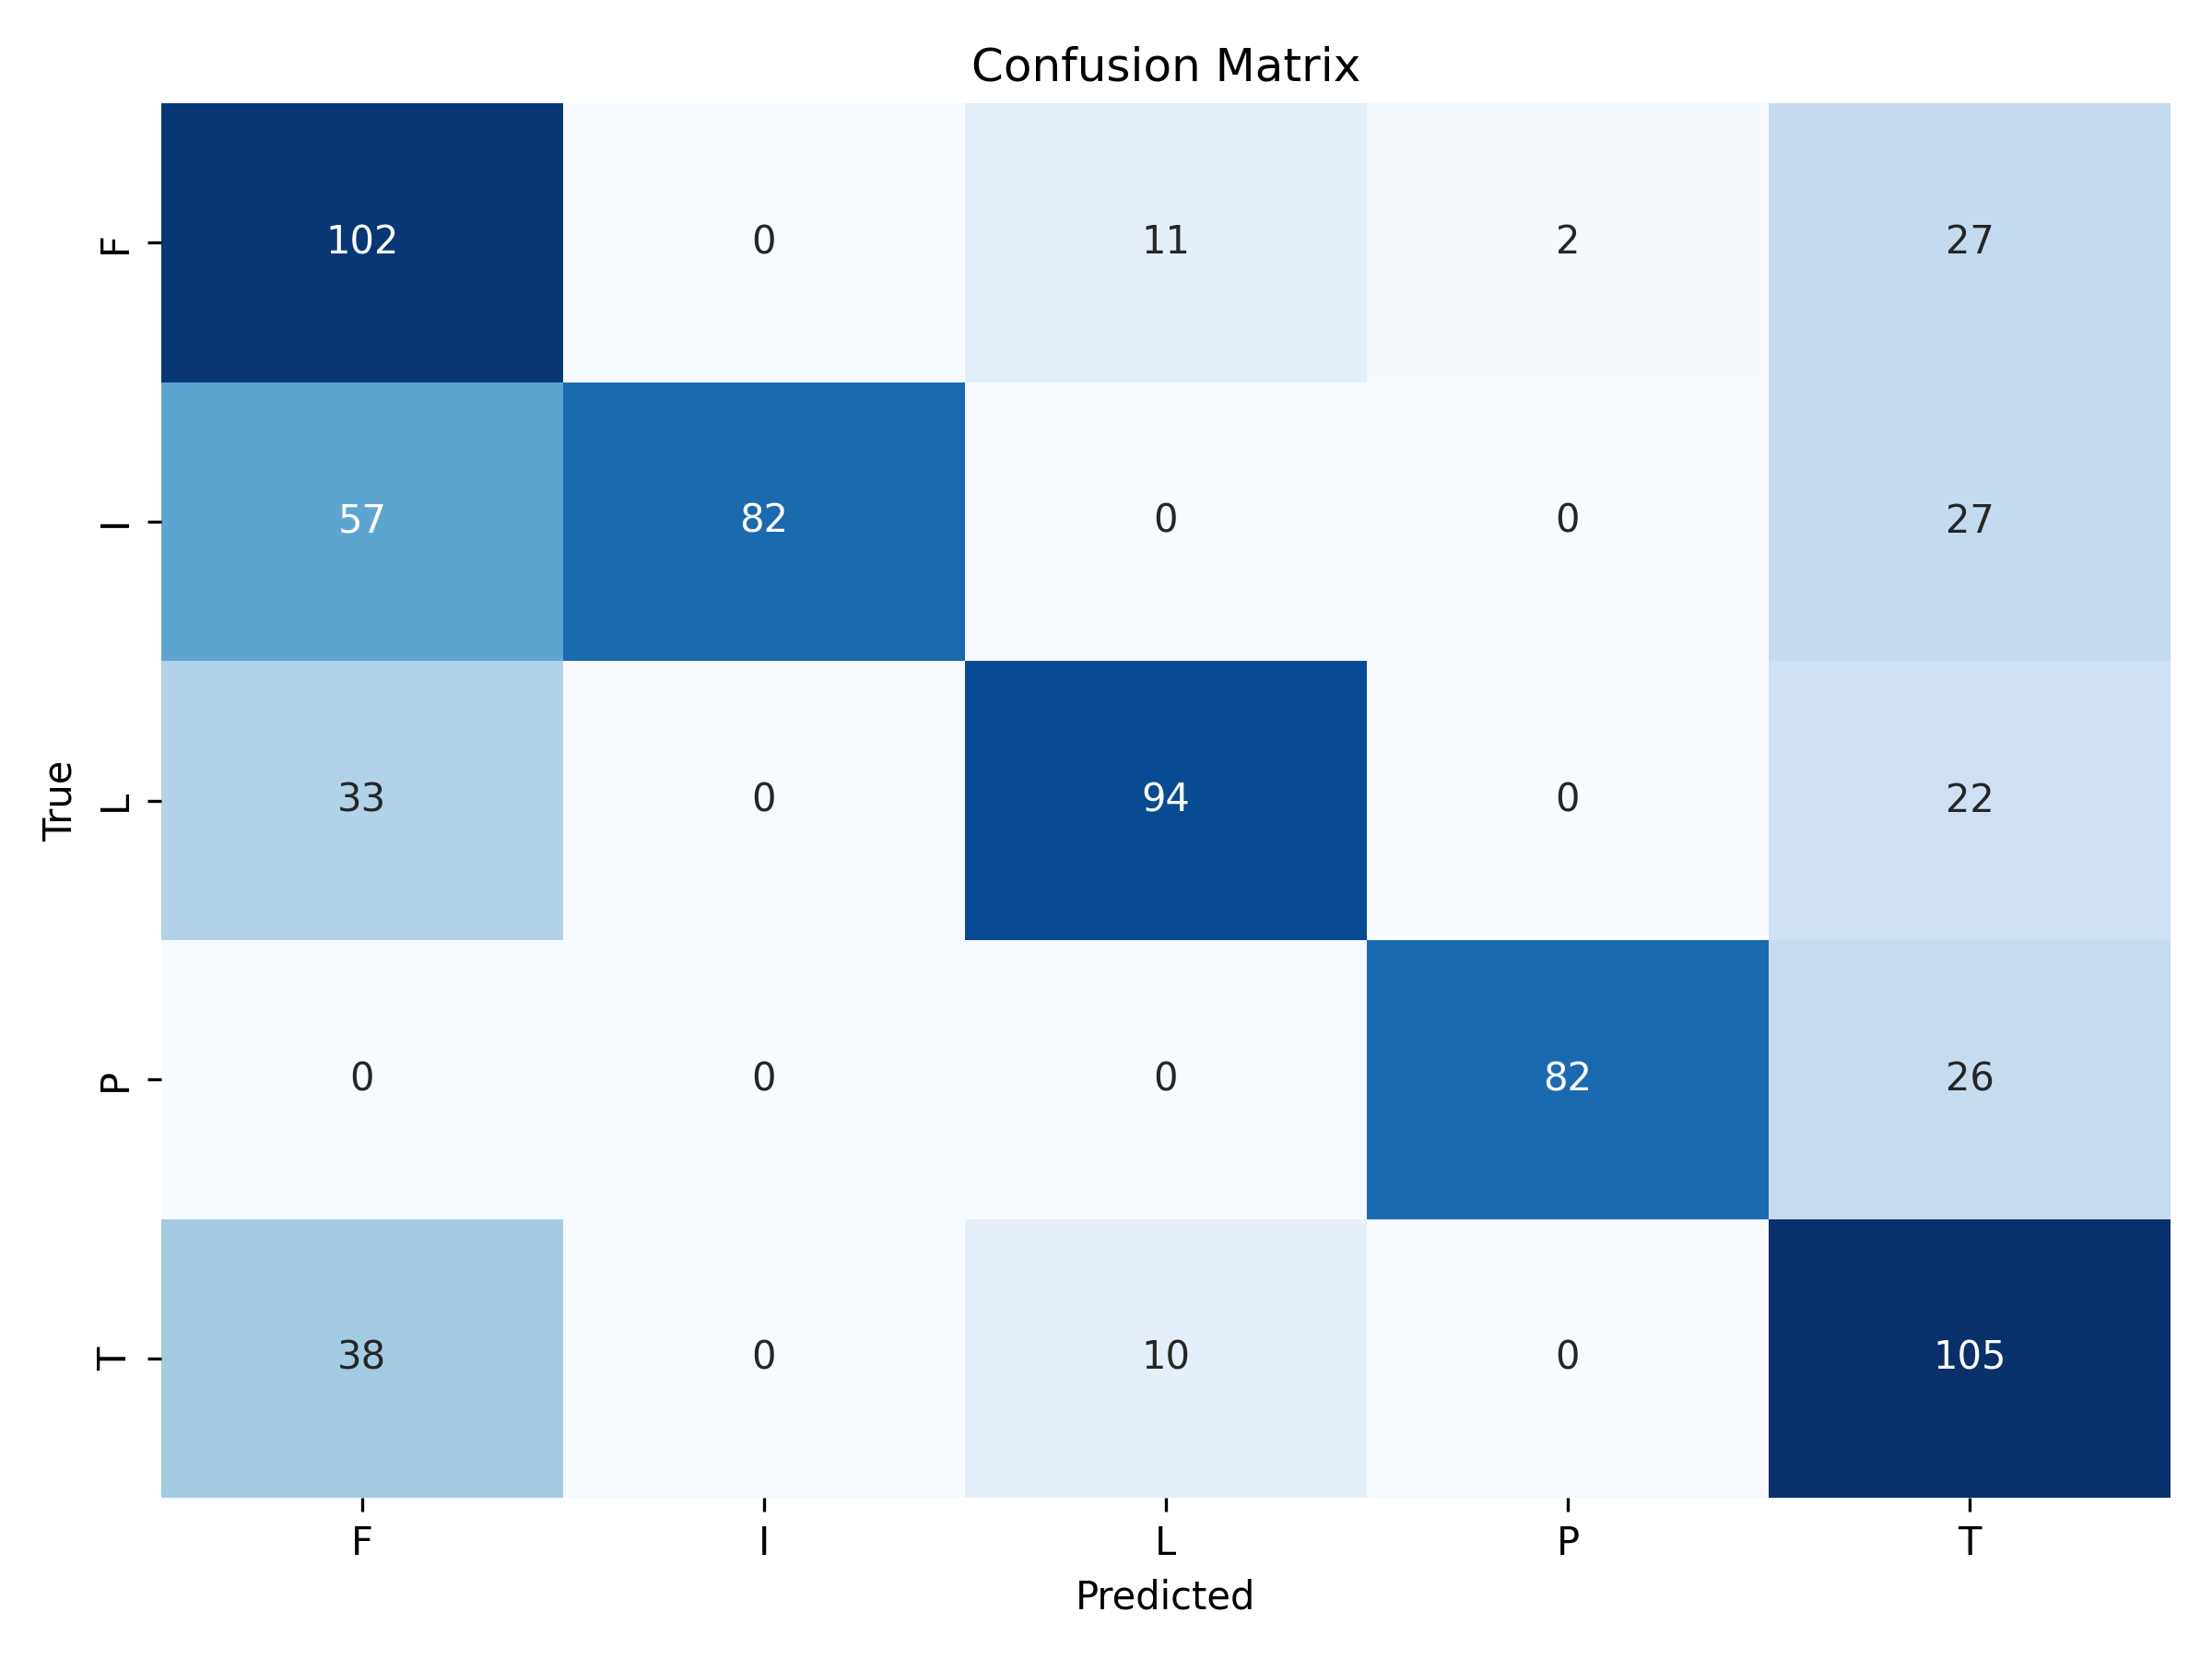 Confusion Matrix
F 102 0 11 2 27
I 57 82 0 0 27
L 33 0 94 0 22
P 0 0 0 82 26
T 38 0 10 0 105
True
F I L P T
Predicted